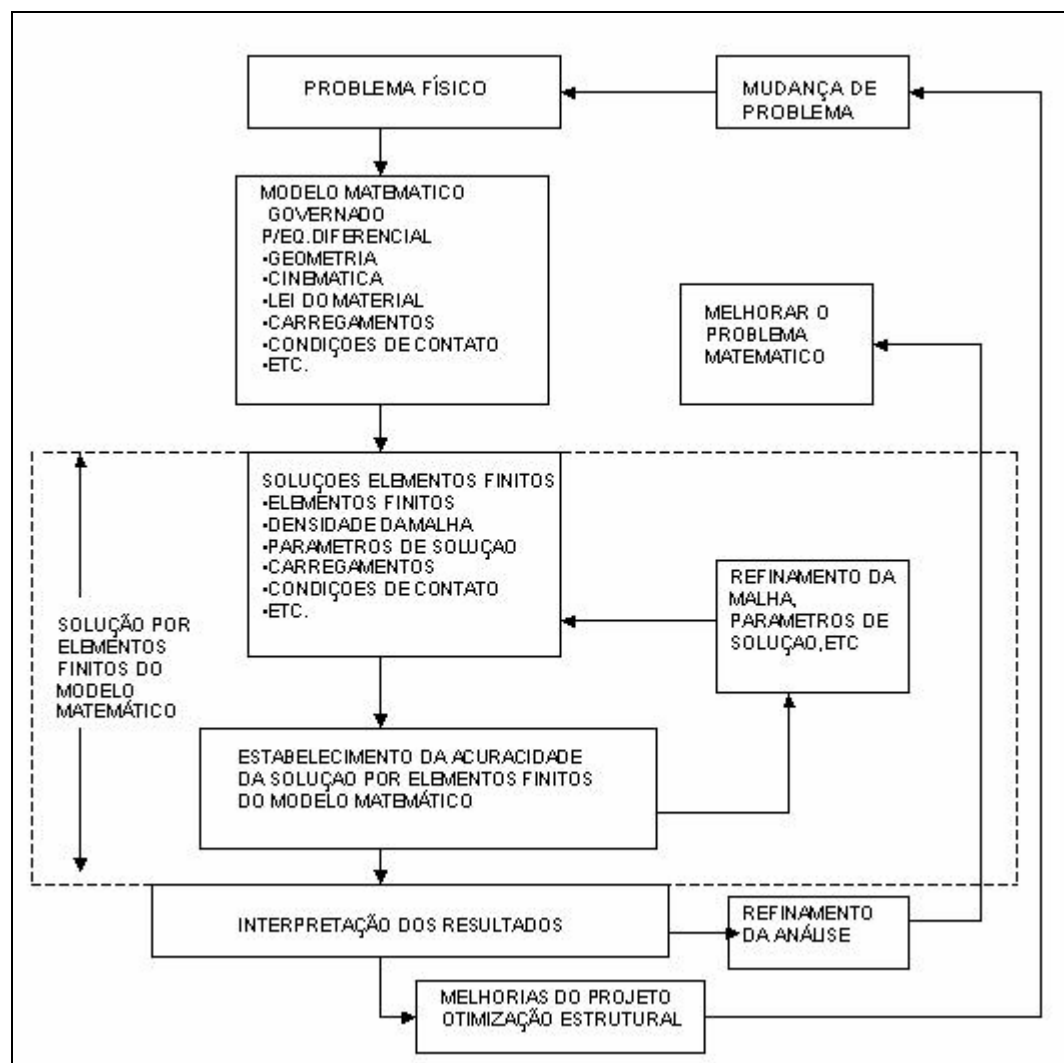 PROBLEMA FÍSICO
MUDANÇA DE
PROBLEMA
MODELO MATEMATICO
GOVERNADO
P/EQ.DIFERENCIAL
•GEOMETRIA
•CINEMATICA
•LEI DO MATERIAL
•CARREGAMENTOS
•CONDIÇOES DE CONTATO
•ETC.
MELHORAR O
PROBLEMA
MATEMATICO
SOLUÇOES ELEMENTOS FINITOS
•ELEMENTOS FINITOS
•DENSIDADE DAMALHA
•PARAMETROS DE SOLUÇAO
•CARREGAMENTOS
•CONDIÇOES DE CONTATO
•ETC.
REFINAMENTO DA
MALHA,
PARAMETROS DE
SOLUÇAO,ETC
SOLUÇÃO POR
ELEMENTOS
FINITOS DO
MODELO
MATEMÁTICO
ESTABELECIMENTO DA ACURACIDADE
DA SOLUÇAO POR ELEMENTOS FINITOS
DO MODELO MATEMÁTICO
INTERPRETAÇÃO DOS RESULTADOS
REFINAMENTO
DA ANÁLISE
MELHORIAS DO PROJETO
OTIMIZAÇÃO ESTRUTURAL